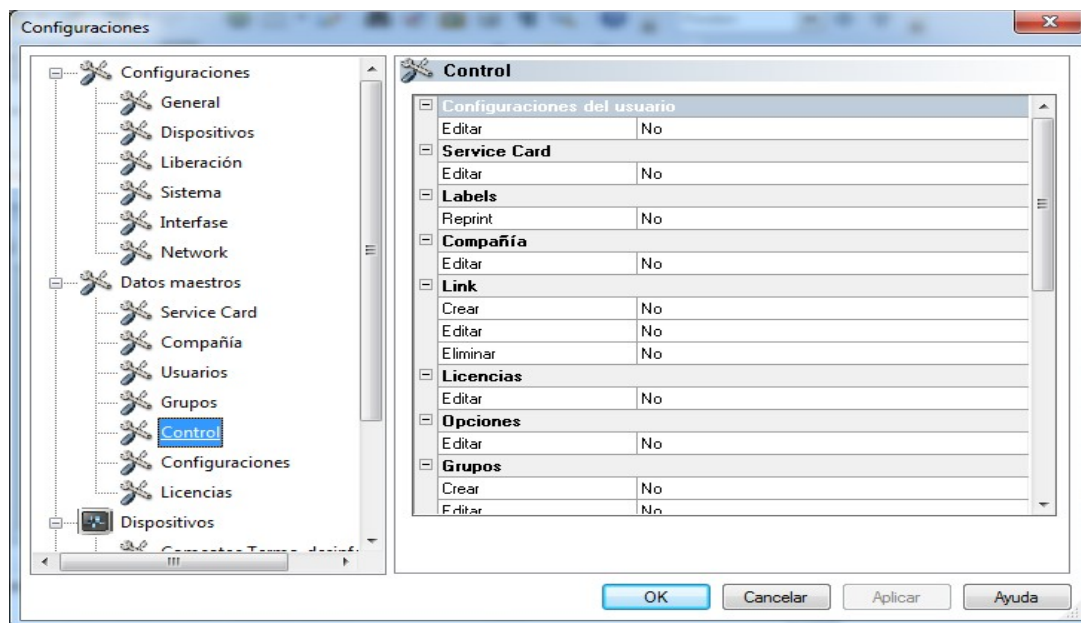 Configuraciones
Configuraciones
General
Dispositivos
Liberación
Sistema
Interfase
Network
Datos maestros
Service Card
Compañía
Usuarios
Grupos
Control
Configuraciones
Licencias
Dispositivos
Control
Configuraciones del usuario
Editar No
Service Card
Editar No
Labels
Reprint No
Compañía
Editar No
Link
Crear No
Editar No
Eliminar No
Licencias
Editar No
Opciones
Editar No
Grupos
Crear No
Editar No
OK Cancelar Aplicar Ayuda